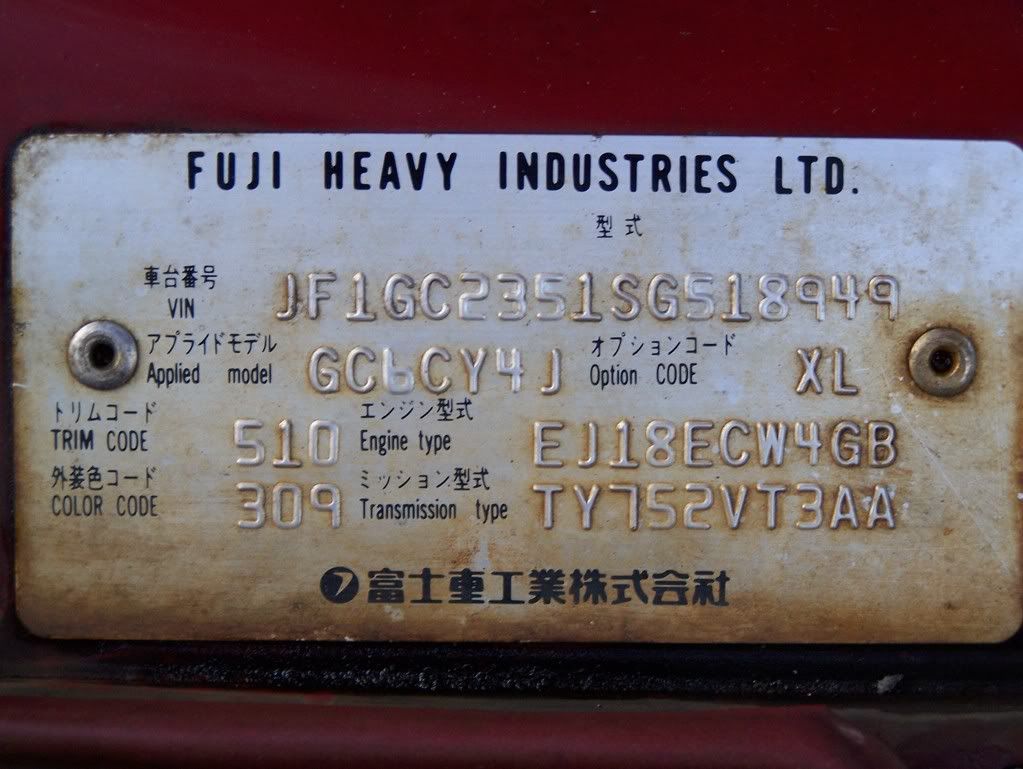 FUJI HEAVY INDUSTRIES LTD.
型式
車台番号
VIN JF1GC2351SG518949
アプライドモデル オプションコード
Applied model GC6CY4J Option CODE XL
トリムコード エンジン型式
TRIM CODE 510 Engine type EJ18ECW4GB
外装色コード ミッション型式
COLOR CODE 309 Transmission type TY752VT3AA
富士重工業株式会社